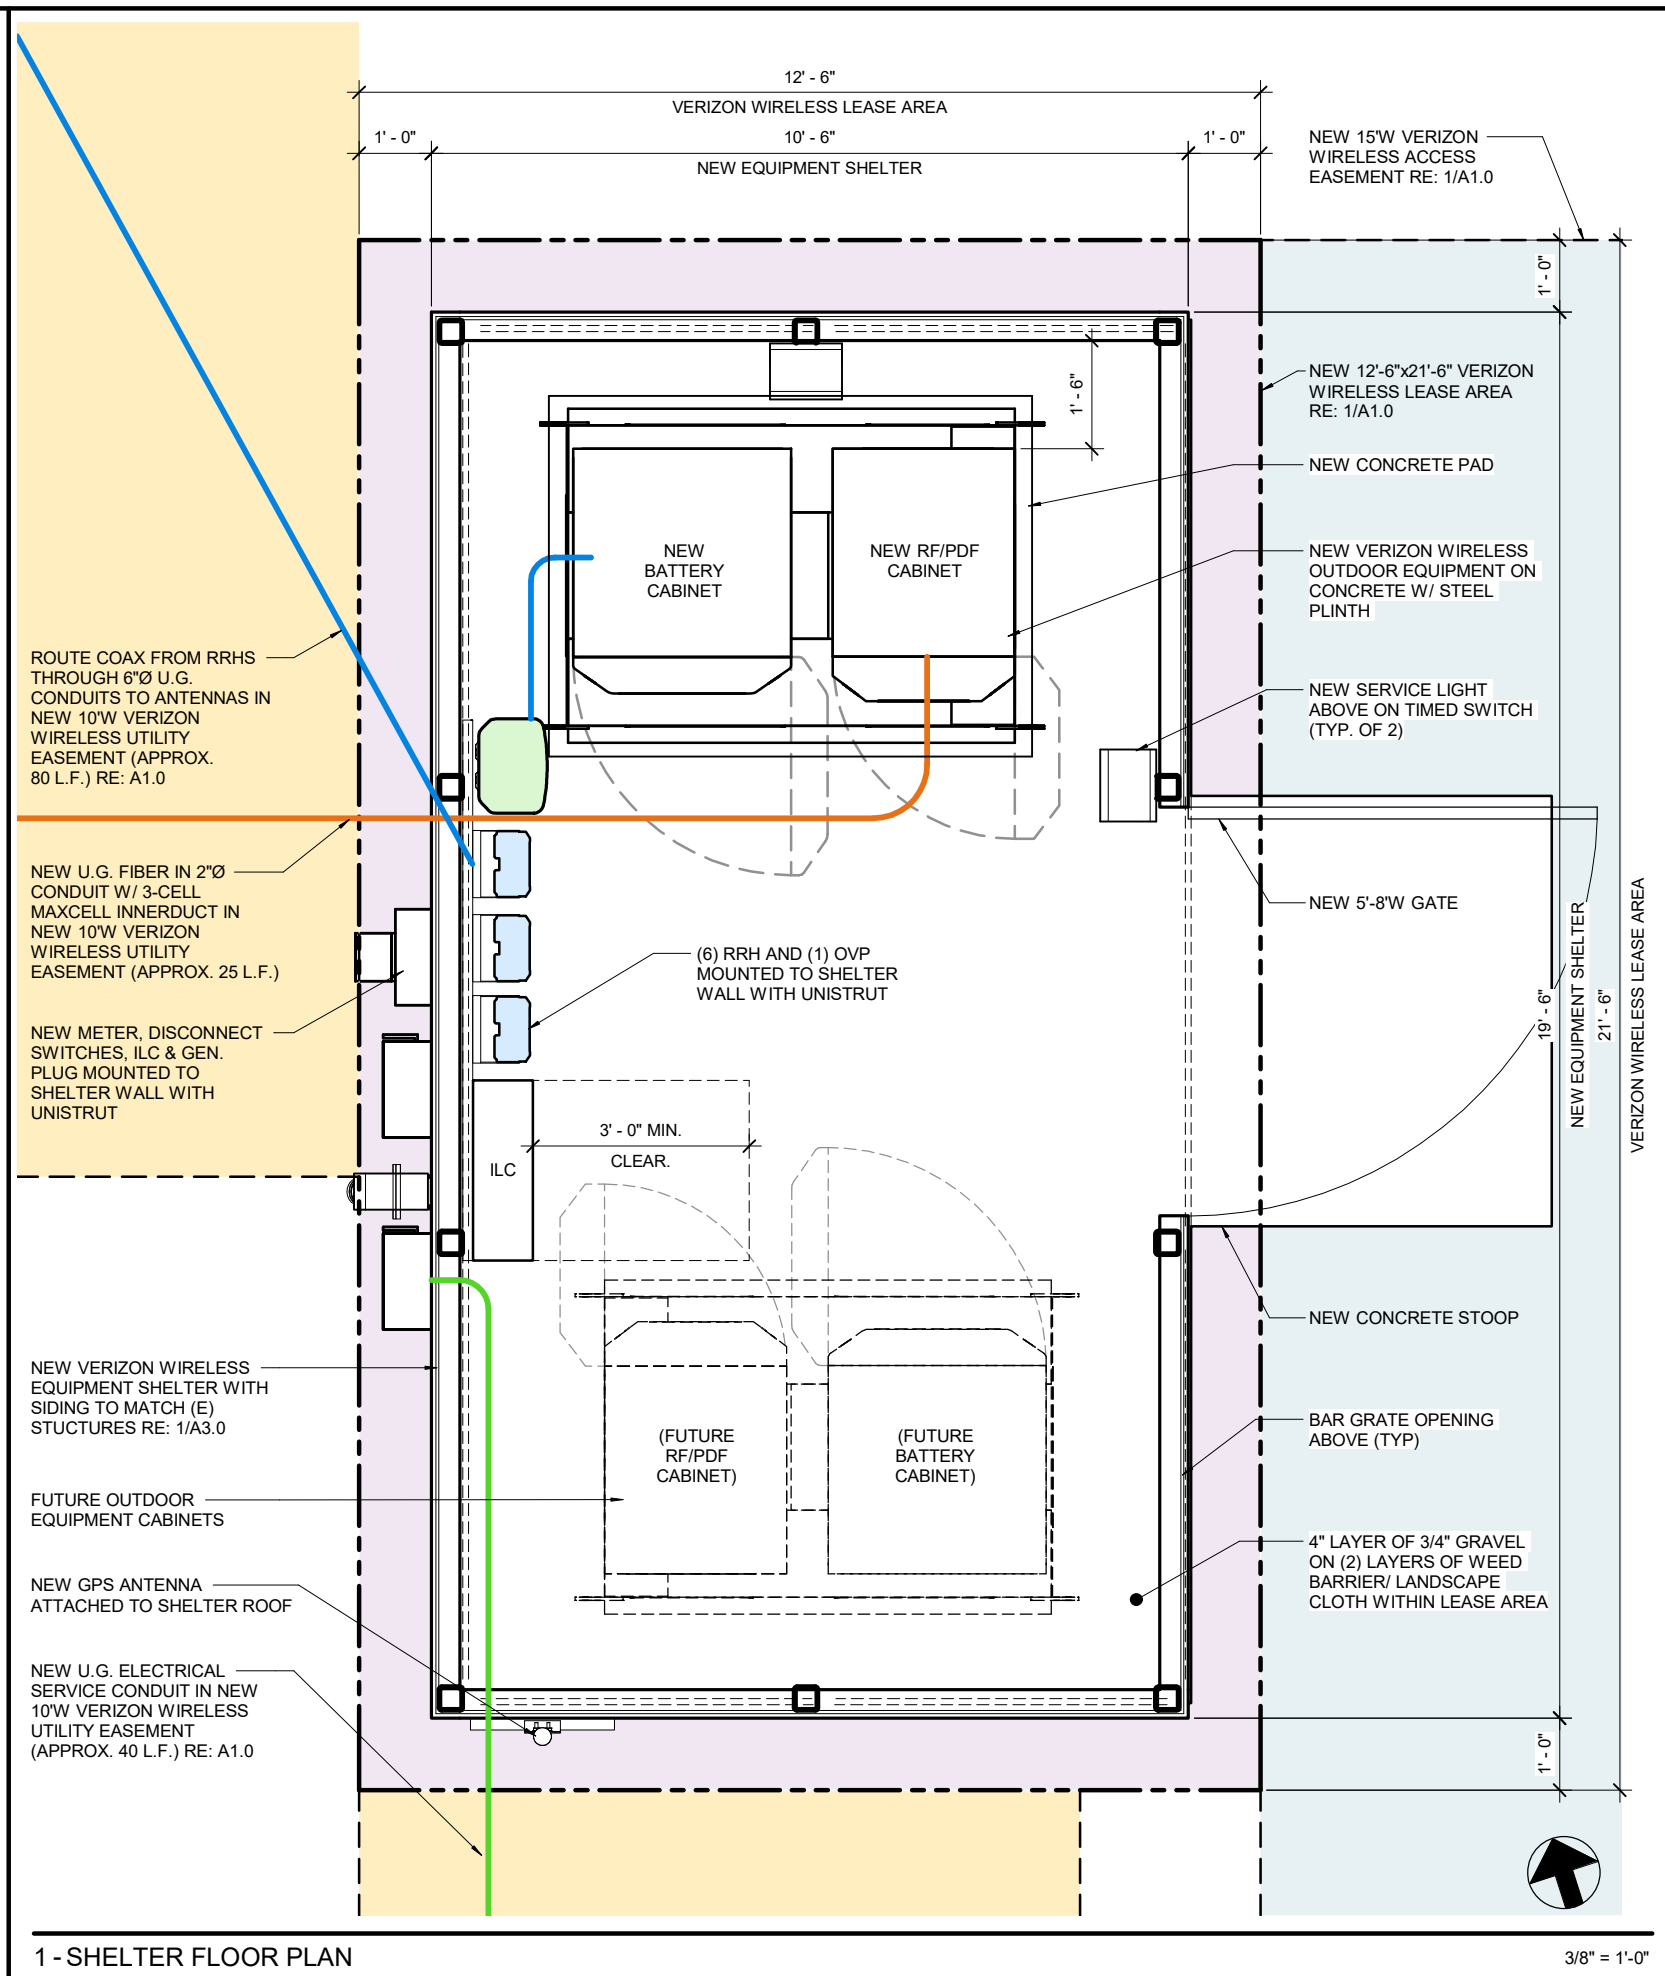 12' - 6"
VERIZON WIRELESS LEASE AREA
1' - 0"
10' - 6"
1' - 0"
NEW EQUIPMENT SHELTER
NEW 15'W VERIZON
WIRELESS ACCESS
EASEMENT RE: 1/A1.0
1' - 0"
1' - 6"
NEW 12'-6"x21'-6" VERIZON
WIRELESS LEASE AREA
RE: 1/A1.0
NEW CONCRETE PAD
NEW
BATTERY
CABINET
NEW RF/PDF
CABINET
NEW VERIZON WIRELESS
OUTDOOR EQUIPMENT ON
CONCRETE W/ STEEL
PLINTH
ROUTE COAX FROM RRHS
THROUGH 6"Ø U.G.
CONDUITS TO ANTENNAS IN
NEW 10'W VERIZON
WIRELESS UTILITY
EASEMENT (APPROX.
80 L.F.) RE: A1.0
NEW SERVICE LIGHT
ABOVE ON TIMED SWITCH
(TYP. OF 2)
NEW U.G. FIBER IN 2"Ø
CONDUIT W/ 3-CELL
MAXCELL INNERDUCT IN
NEW 10'W VERIZON
WIRELESS UTILITY
EASEMENT (APPROX. 25 L.F.)
NEW 5'-8'W GATE
(6) RRH AND (1) OVP
MOUNTED TO SHELTER
WALL WITH UNISTRUT
19' - 6"
NEW EQUIPMENT SHELTER
21' - 6"
VERIZON WIRELESS LEASE AREA
NEW METER, DISCONNECT
SWITCHES, ILC & GEN.
PLUG MOUNTED TO
SHELTER WALL WITH
UNISTRUT
3' - 0" MIN.
CLEAR.
ILC
NEW CONCRETE STOOP
NEW VERIZON WIRELESS
EQUIPMENT SHELTER WITH
SIDING TO MATCH (E)
STUCTURES RE: 1/A3.0
BAR GRATE OPENING
ABOVE (TYP)
(FUTURE
RF/PDF
CABINET)
(FUTURE
BATTERY
CABINET)
FUTURE OUTDOOR
EQUIPMENT CABINETS
4" LAYER OF 3/4" GRAVEL
ON (2) LAYERS OF WEED
BARRIER/ LANDSCAPE
CLOTH WITHIN LEASE AREA
NEW GPS ANTENNA
ATTACHED TO SHELTER ROOF
NEW U.G. ELECTRICAL
SERVICE CONDUIT IN NEW
10'W VERIZON WIRELESS
UTILITY EASEMENT
(APPROX. 40 L.F.) RE: A1.0
1' - 0"
1 - SHELTER FLOOR PLAN
3/8" = 1'-0"